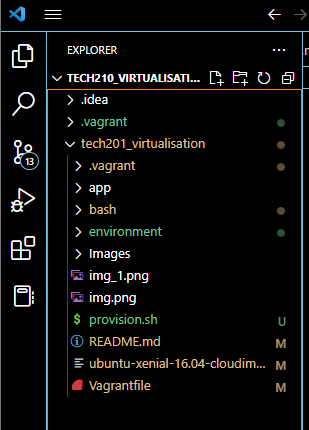 EXPLORER
TECH210_VIRTUALISATI...
.idea
.vagrant
tech201_virtualisation
.vagrant
app
bash
environment
Images
img_1.png
img.png
$ provision.sh U
README.md M
ubuntu-xenial-16.04-cloudim... M
Vagrantfile M
13